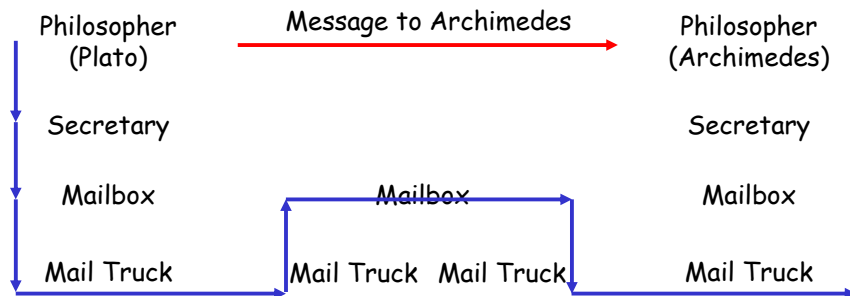 Philosopher
(Plato)
Message to Archimedes
Philosopher
(Archimedes)
Secretary
Secretary
Mailbox
Mailbox
Mailbox
Mail Truck
Mail Truck
Mail Truck
Mail Truck